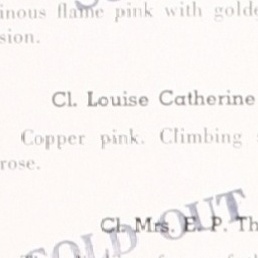 inous flame pink with golde
sion.
Cl. Louise Catherine
Copper pink. Climbing
rose.
Cl. Mrs. E. P. Th
SOLD OUT